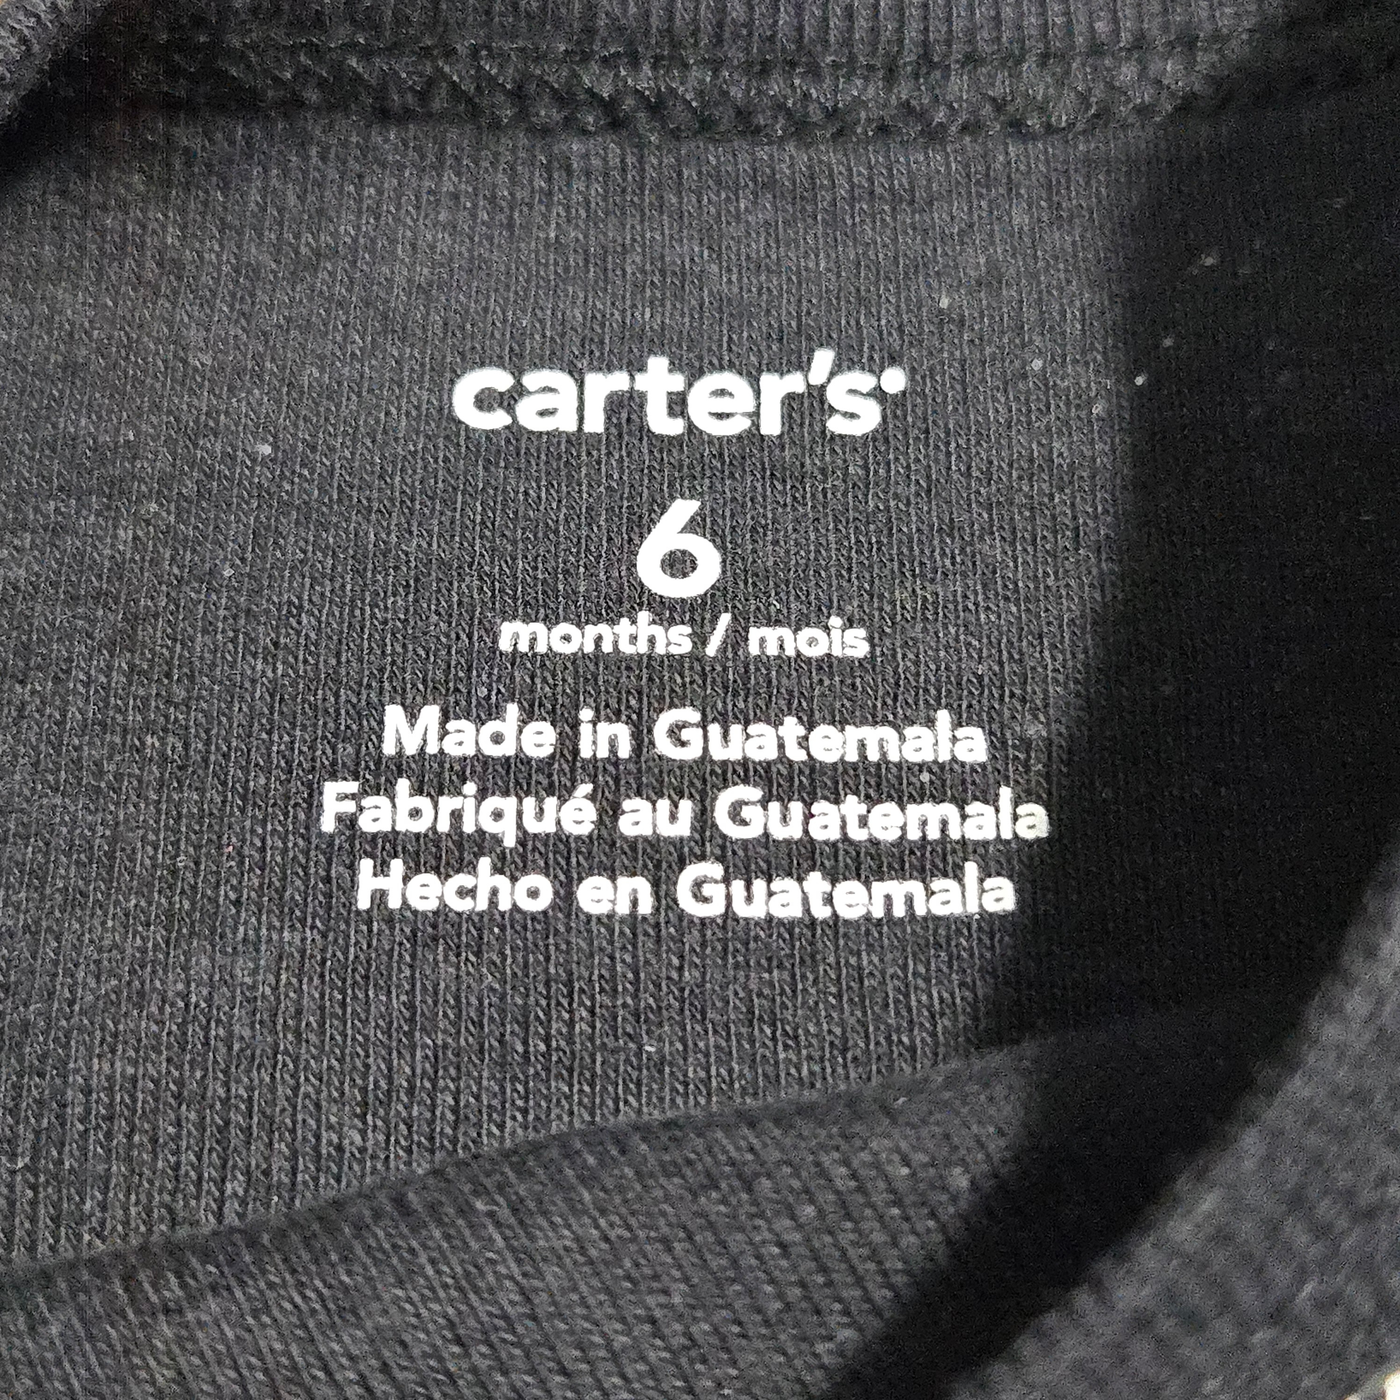 carter's
6
months / mois
Made in Guatemala
Fabriqué au Guatemala
Hecho en Guatemala